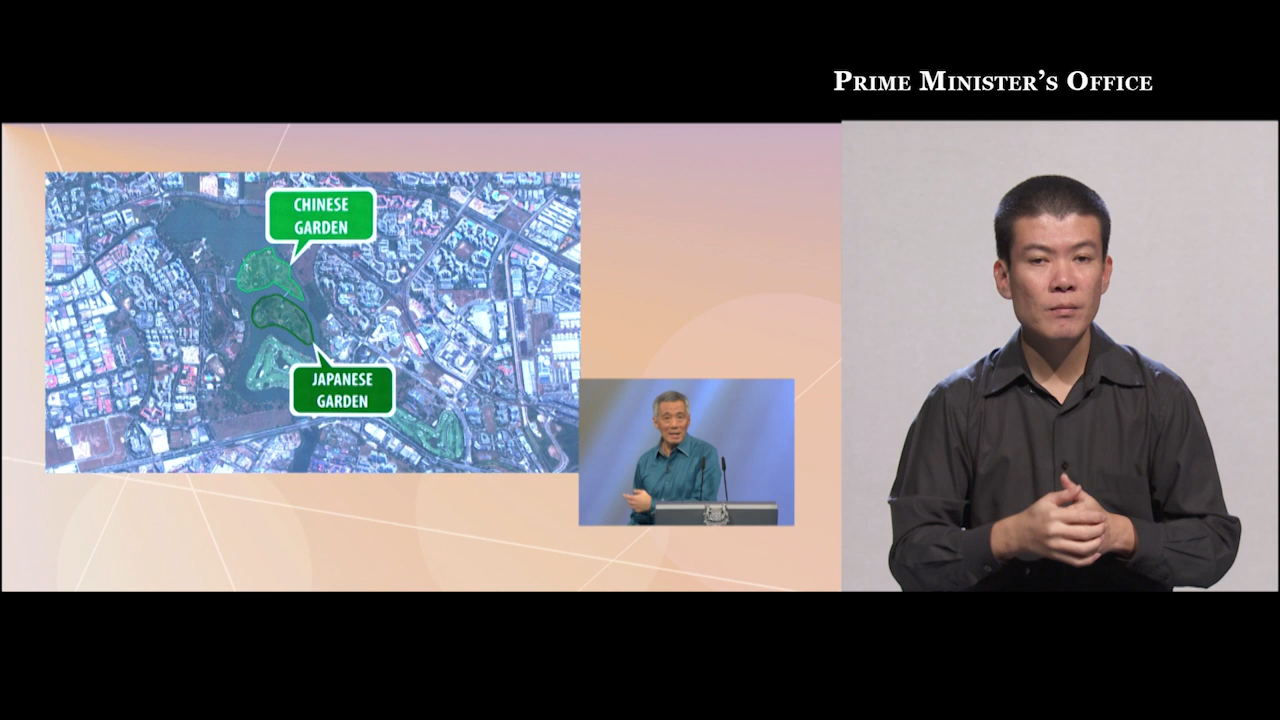 PRIME MINISTER'S OFFICE
CHINESE
GARDEN
JAPANESE
GARDEN